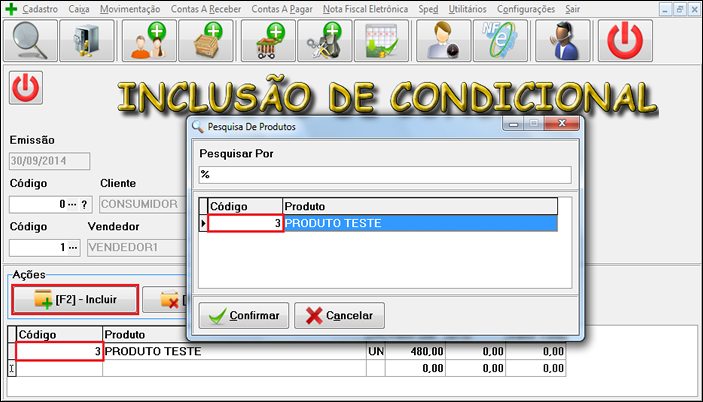 Cadastro Caixa Movimentação Contas A Receber Contas A Pagar Nota Fiscal Eletrônica Sped Utilitários Configurações Sair
NF e
INCLUSÃO DE CONDICIONAL
Pesquisa De Produtos
Emissão
Pesquisar Por
30/09/2014
%
Código Cliente
0 ... ? CONSUMIDOR
Código Produto
3 PRODUTO TESTE
Código Vendedor
1 ... VENDEDOR1
Ações
[F2] - Incluir [
Confirmar Cancelar
Código Produto
3 PRODUTO TESTE UN 480,00 0,00 0,00
0,00 0,00 0,00